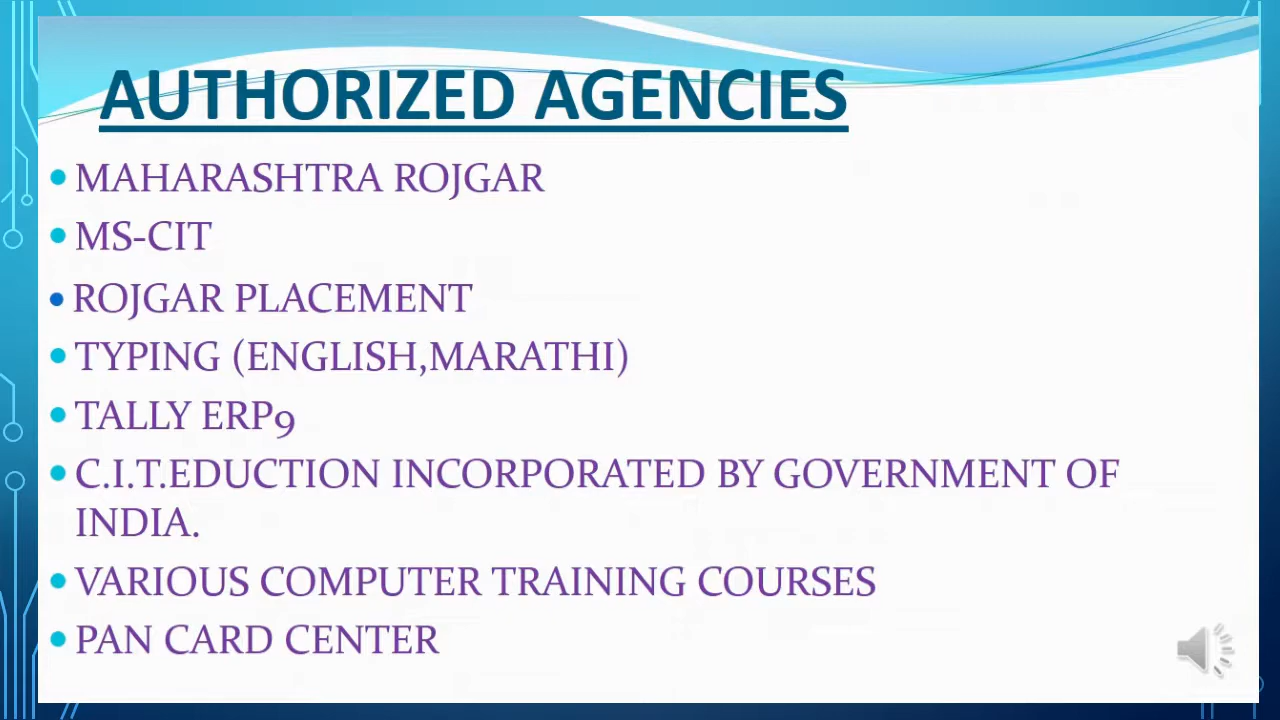 AUTHORIZED AGENCIES
• MAHARASHTRA ROJGAR
• MS-CIT
• ROJGAR PLACEMENT
• TYPING (ENGLISH,MARATHI)
• TALLY ERP9
• C.I.T.EDUCTION INCORPORATED BY GOVERNMENT OF
INDIA.
• VARIOUS COMPUTER TRAINING COURSES
• PAN CARD CENTER